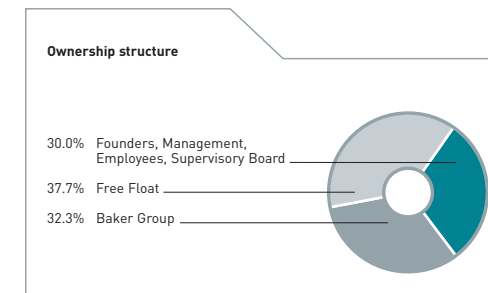 Ownership structure
30.0% Founders, Management,
Employees, Supervisory Board
37.7% Free Float
32.3% Baker Group